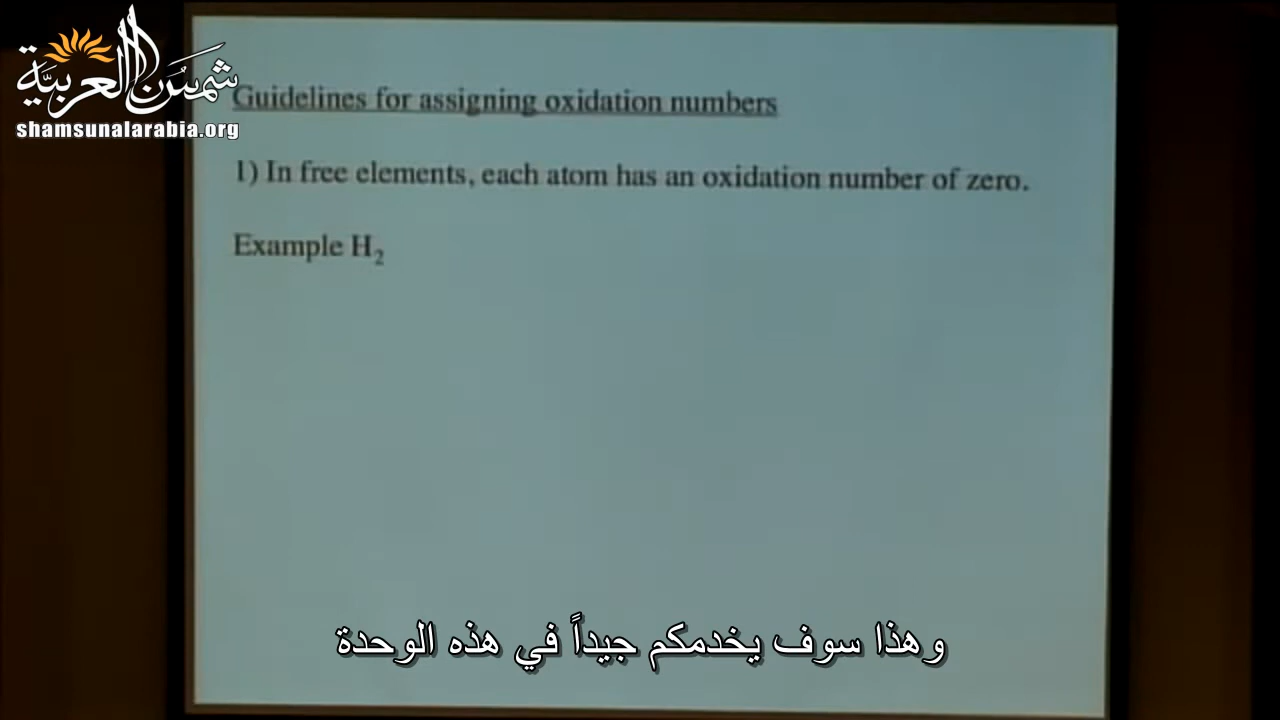 شمس العربية
shamsunalarabia.org
Guidelines for assigning oxidation numbers
1) In free elements, each atom has an oxidation number of zero.
Example H₂
وهذا سوف يخدمكم جيداً في هذه الوحدة